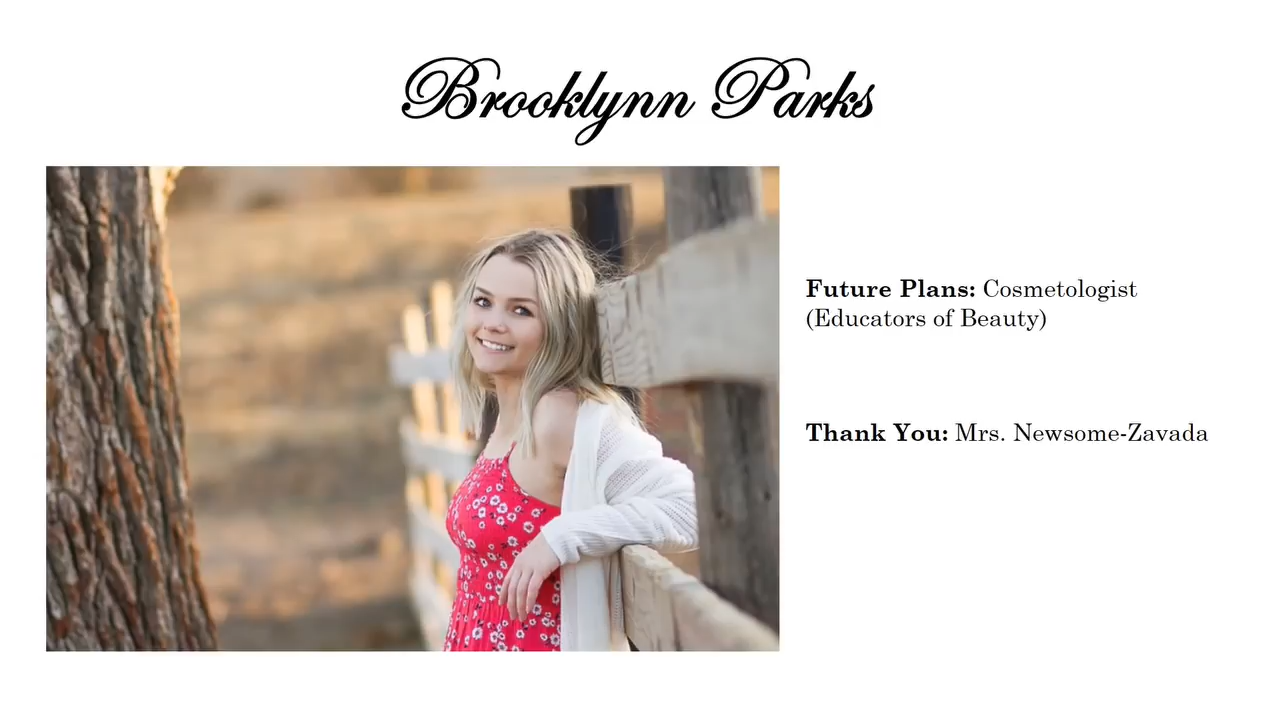 Brooklynn Parks
Future Plans: Cosmetologist
(Educators of Beauty)
Thank You: Mrs. Newsome-Zavada